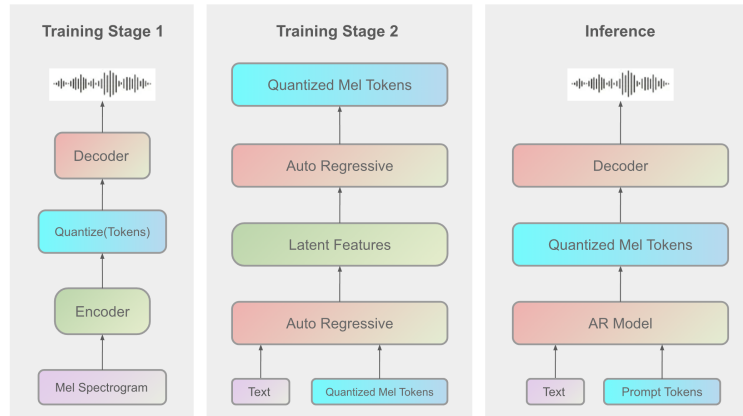 Training Stage 1
Decoder
Quantize(Tokens)
Encoder
Mel Spectrogram
Training Stage 2
Quantized Mel Tokens
Auto Regressive
Latent Features
Auto Regressive
Text
Quantized Mel Tokens
Inference
Decoder
Quantized Mel Tokens
AR Model
Text
Prompt Tokens